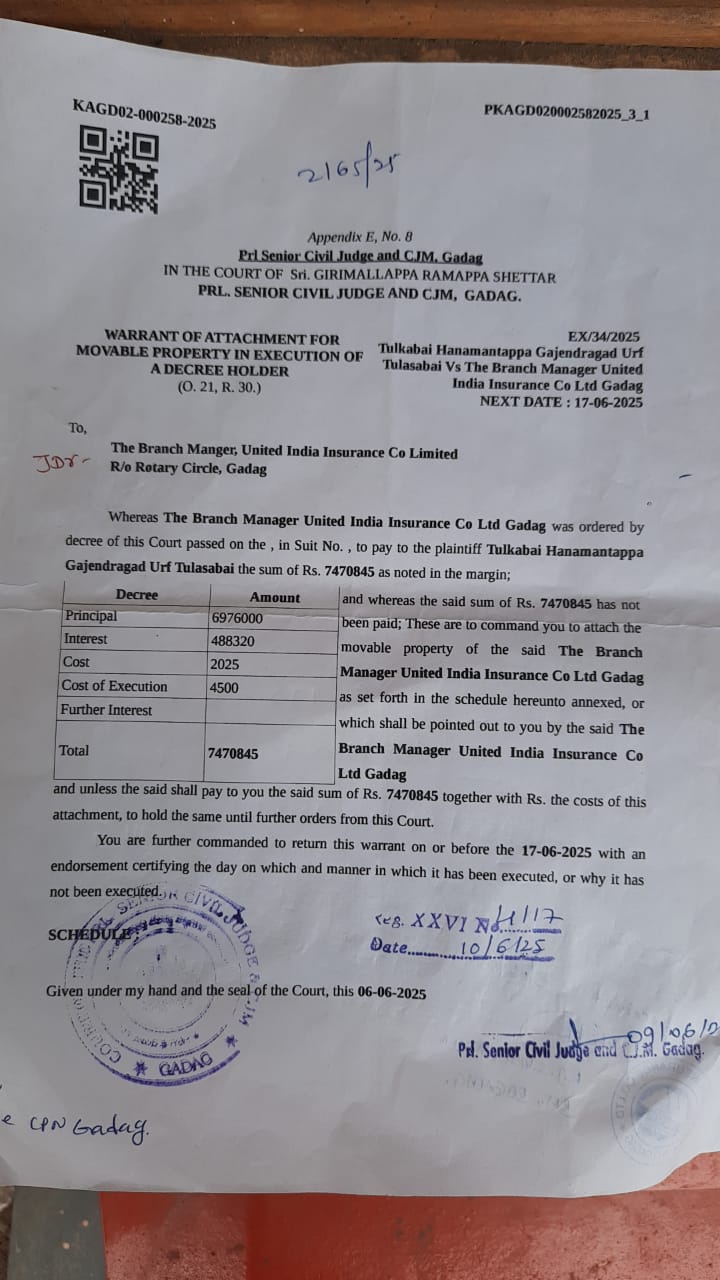 KAGD02-000258-2025
PKAGD020002582025_3_1
2165/25
Appendix E, No. 8
Prl Senior Civil Judge and CJM, Gadag
IN THE COURT OF Sri. GIRIMALLAPPA RAMAPPA SHETTAR
PRL. SENIOR CIVIL JUDGE AND CJM, GADAG.
WARRANT OF ATTACHMENT FOR
MOVABLE PROPERTY IN EXECUTION OF
A DECREE HOLDER
(O. 21, R. 30.)
EX/34/2025
Tulkabai Hanamantappa Gajendragad Urf
Tulasabai Vs The Branch Manager United
India Insurance Co Ltd Gadag
NEXT DATE : 17-06-2025
To,
The Branch Manger, United India Insurance Co Limited
JDr-
R/o Rotary Circle, Gadag
Whereas The Branch Manager United India Insurance Co Ltd Gadag was ordered by
decree of this Court passed on the , in Suit No. , to pay to the plaintiff Tulkabai Hanamantappa
Gajendragad Urf Tulasabai the sum of Rs. 7470845 as noted in the margin;
Decree Amount
Principal 6976000
Interest 488320
Cost 2025
Cost of Execution 4500
Further Interest
Total 7470845
and whereas the said sum of Rs. 7470845 has not
been paid; These are to command you to attach the
movable property of the said The Branch
Manager United India Insurance Co Ltd Gadag
as set forth in the schedule hereunto annexed, or
which shall be pointed out to you by the said The
Branch Manager United India Insurance Co
Ltd Gadag
and unless the said shall pay to you the said sum of Rs. 7470845 together with Rs. the costs of this
attachment, to hold the same until further orders from this Court.
You are further commanded to return this warrant on or before the 17-06-2025 with an
endorsement certifying the day on which and manner in which it has been executed, or why it has
not been executed.
SCHEDULE
Reg. XXVI No.
Date 10/6/25
Given under my hand and the seal of the Court, this 06-06-2025
SENIOR CIVIL JUDGE & CJM
COURT
GADAG
09/06/
Prl. Senior Civil Judge and C.J.M. Gadag.
CPN Gadag.